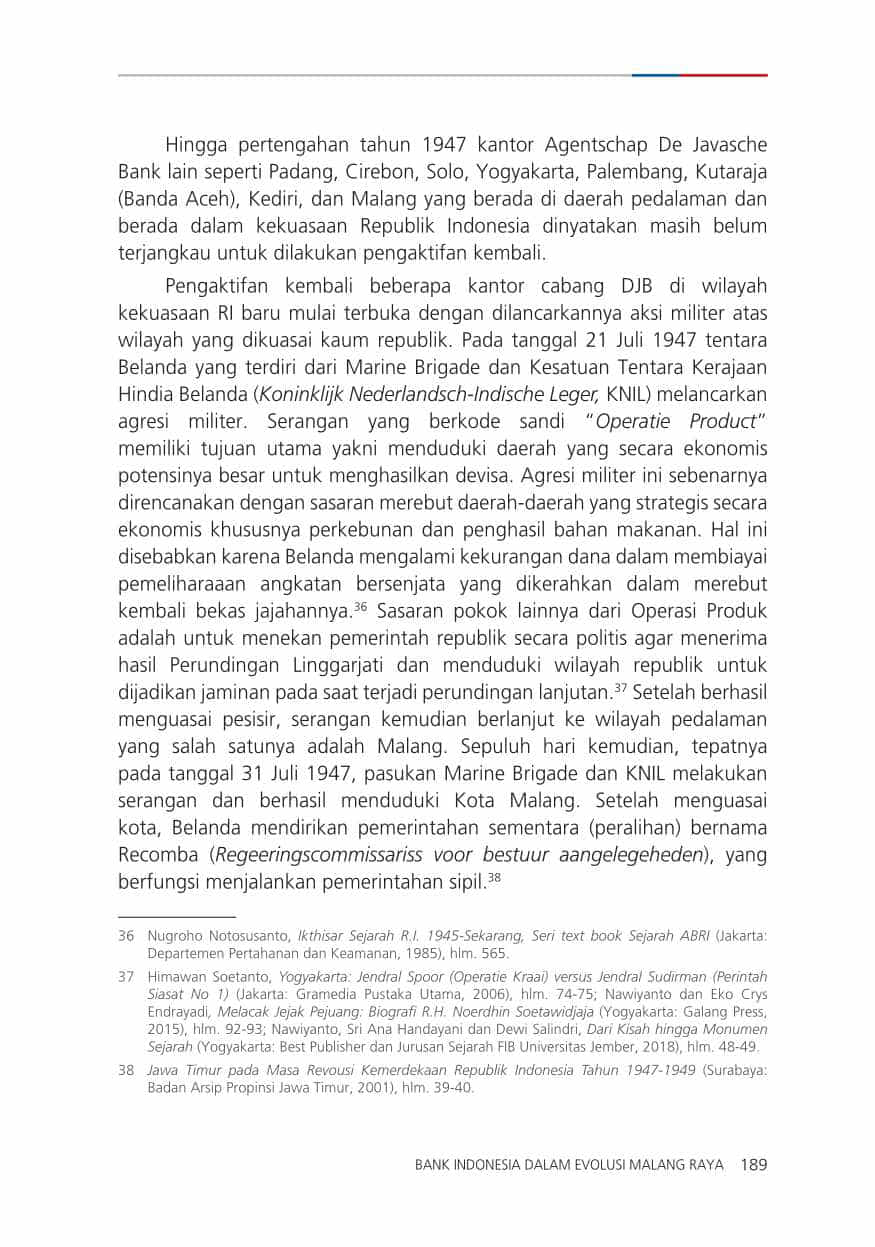 Hingga pertengahan tahun 1947 kantor Agentschap De Javasche
Bank lain seperti Padang, Cirebon, Solo, Yogyakarta, Palembang, Kutaraja
(Banda Aceh), Kediri, dan Malang yang berada di daerah pedalaman dan
berada dalam kekuasaan Republik Indonesia dinyatakan masih belum
terjangkau untuk dilakukan pengaktifan kembali.
Pengaktifan kembali beberapa kantor cabang DJB di wilayah
kekuasaan RI baru mulai terbuka dengan dilancarkannya aksi militer atas
wilayah yang dikuasai kaum republik. Pada tanggal 21 Juli 1947 tentara
Belanda yang terdiri dari Marine Brigade dan Kesatuan Tentara Kerajaan
Hindia Belanda (Koninklijk Nederlandsch-Indische Leger, KNIL) melancarkan
agresi militer. Serangan yang berkode sandi “Operatie Product”
memiliki tujuan utama yakni menduduki daerah yang secara ekonomis
potensinya besar untuk menghasilkan devisa. Agresi militer ini sebenarnya
direncanakan dengan sasaran merebut daerah-daerah yang strategis secara
ekonomis khususnya perkebunan dan penghasil bahan makanan. Hal ini
disebabkan karena Belanda mengalami kekurangan dana dalam membiayai
pemeliharaaan angkatan bersenjata yang dikerahkan dalam merebut
kembali bekas jajahannya.36 Sasaran pokok lainnya dari Operasi Produk
adalah untuk menekan pemerintah republik secara politis agar menerima
hasil Perundingan Linggarjati dan menduduki wilayah republik untuk
dijadikan jaminan pada saat terjadi perundingan lanjutan.37 Setelah berhasil
menguasai pesisir, serangan kemudian berlanjut ke wilayah pedalaman
yang salah satunya adalah Malang. Sepuluh hari kemudian, tepatnya
pada tanggal 31 Juli 1947, pasukan Marine Brigade dan KNIL melakukan
serangan dan berhasil menduduki Kota Malang. Setelah menguasai
kota, Belanda mendirikan pemerintahan sementara (peralihan) bernama
Recomba (Regeeringscommissariss voor bestuur aangelegeheden), yang
berfungsi menjalankan pemerintahan sipil.38
36 Nugroho Notosusanto, Ikthisar Sejarah R.I. 1945-Sekarang, Seri text book Sejarah ABRI (Jakarta:
Departemen Pertahanan dan Keamanan, 1985), hlm. 565.
37 Himawan Soetanto, Yogyakarta: Jendral Spoor (Operatie Kraai) versus Jendral Sudirman (Perintah
Siasat No 1) (Jakarta: Gramedia Pustaka Utama, 2006), hlm. 74-75; Nawiyanto dan Eko Crys
Endrayadi, Melacak Jejak Pejuang: Biografi R.H. Noerdhin Soetawidjaja (Yogyakarta: Galang Press,
2015), hlm. 92-93; Nawiyanto, Sri Ana Handayani dan Dewi Salindri, Dari Kisah hingga Monumen
Sejarah (Yogyakarta: Best Publisher dan Jurusan Sejarah FIB Universitas Jember, 2018), hlm. 48-49.
38 Jawa Timur pada Masa Revousi Kemerdekaan Republik Indonesia Tahun 1947-1949 (Surabaya:
Badan Arsip Propinsi Jawa Timur, 2001), hlm. 39-40.
BANK INDONESIA DALAM EVOLUSI MALANG RAYA 189